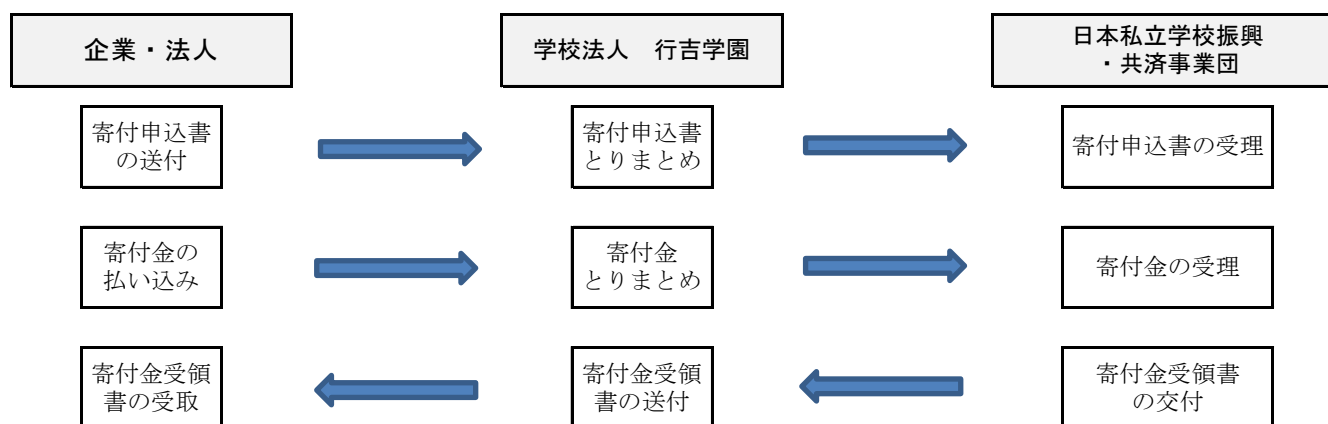 企業・法人
学校法人　行吉学園
日本私立学校振興
・共済事業団
寄付申込書
の送付
寄付申込書
とりまとめ
寄付申込書の受理
寄付金の
払い込み
寄付金
とりまとめ
寄付金の受理
寄付金受領
書の受取
寄付金受領
書の送付
寄付金受領書
の交付